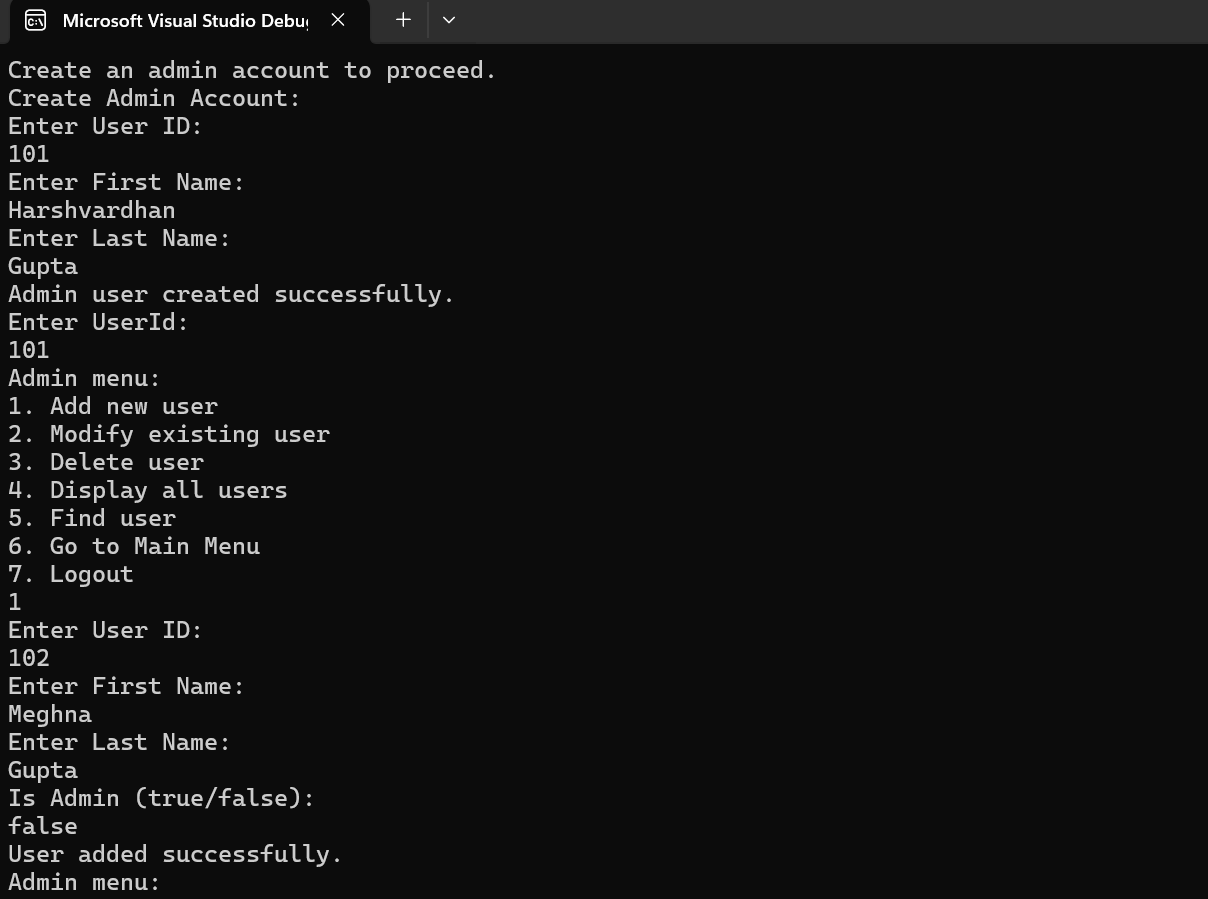 Microsoft Visual Studio Debu
Create an admin account to proceed.
Create Admin Account:
Enter User ID:
101
Enter First Name:
Harshvardhan
Enter Last Name:
Gupta
Admin user created successfully.
Enter UserId:
101
Admin menu:
1. Add new user
2. Modify existing user
3. Delete user
4. Display all users
5. Find user
6. Go to Main Menu
7. Logout
1
Enter User ID:
102
Enter First Name:
Meghna
Enter Last Name:
Gupta
Is Admin (true/false):
false
User added successfully.
Admin menu: